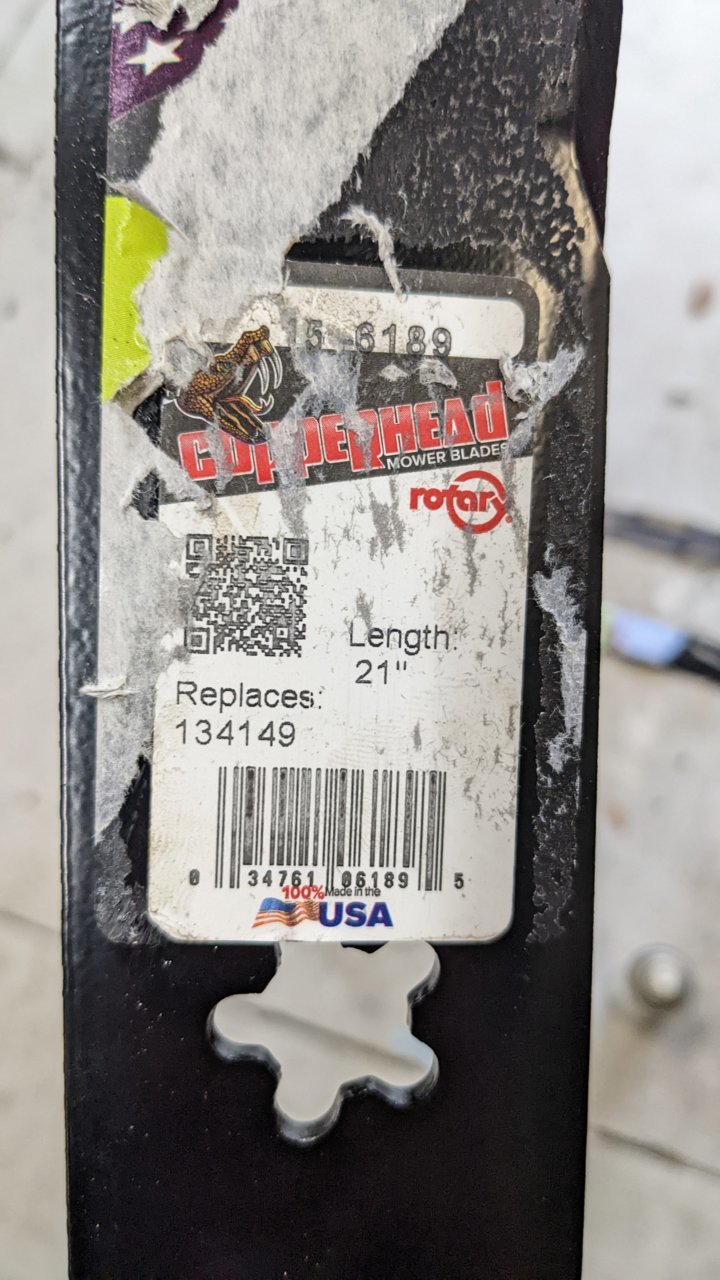 15 6189
COPPERHEAD
MOWER BLADES
rotary
Length:
21"
Replaces:
134149
0 34761 06189 5
100% Made in the
USA